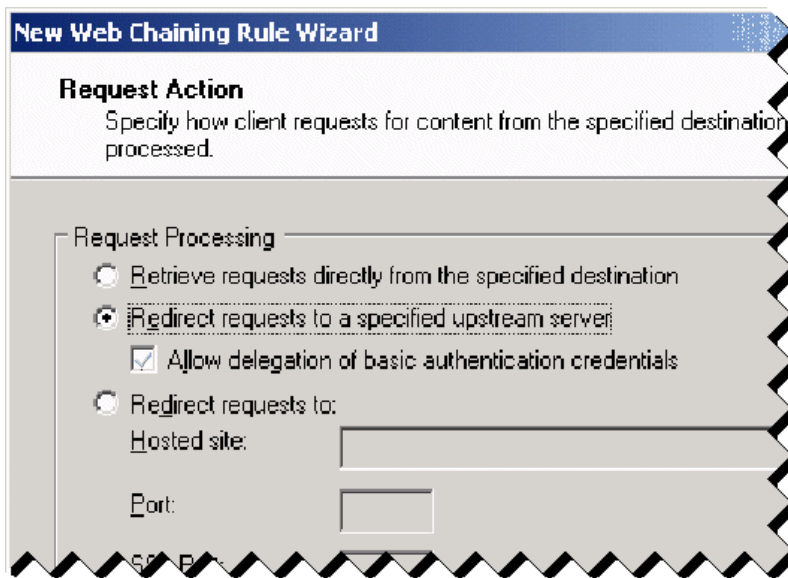 New Web Chaining Rule Wizard
Request Action
Specify how client requests for content from the specified destination
processed.
Request Processing
Retrieve requests directly from the specified destination
Redirect requests to a specified upstream server
Allow delegation of basic authentication credentials
Redirect requests to:
Hosted site:
Port: